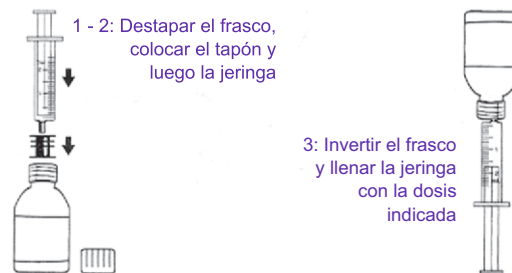 1 - 2: Destapar el frasco,
colocar el tapón y
luego la jeringa
3: Invertir el frasco
y llenar la jeringa
con la dosis
indicada